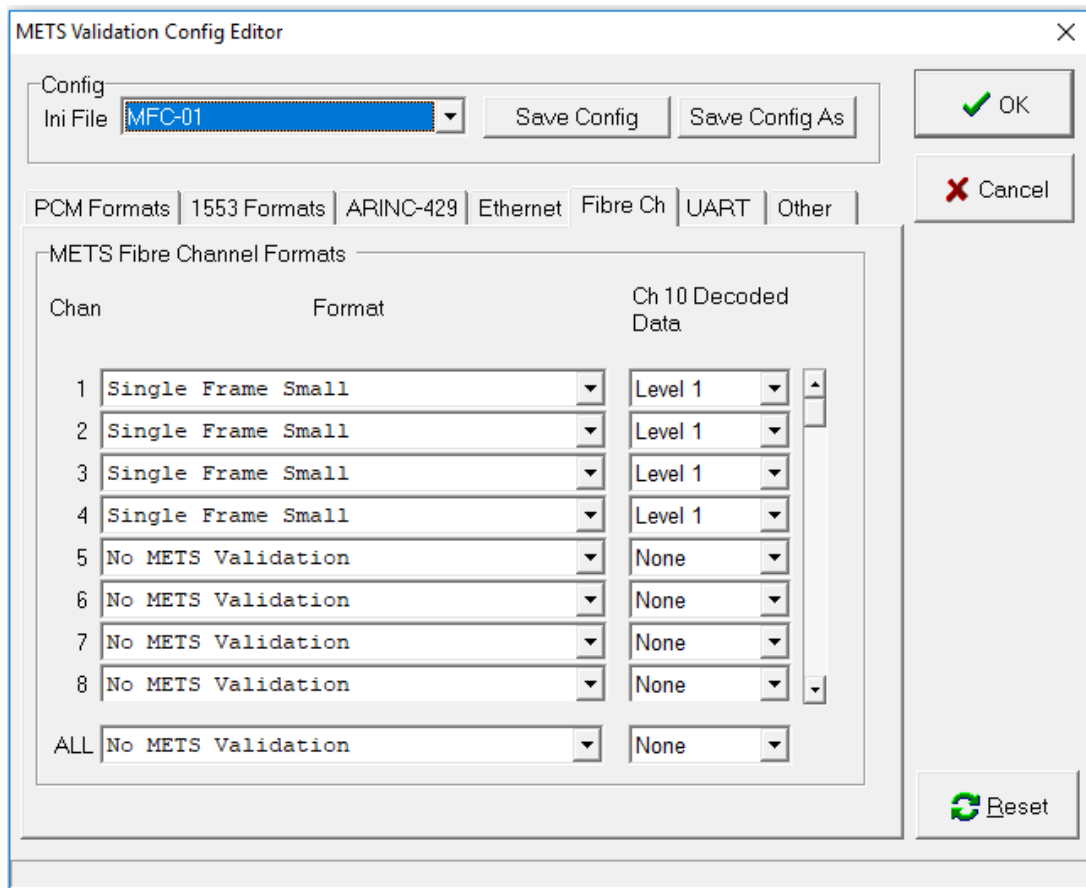 METS Validation Config Editor
Config
Ini File MFC-01 Save Config Save Config As
OK
Cancel
PCM Formats 1553 Formats ARINC-429 Ethernet Fibre Ch UART Other
METS Fibre Channel Formats
Chan Format Ch 10 Decoded
Data
1 Single Frame Small Level 1
2 Single Frame Small Level 1
3 Single Frame Small Level 1
4 Single Frame Small Level 1
5 No METS Validation None
6 No METS Validation None
7 No METS Validation None
8 No METS Validation None
ALL No METS Validation None
Reset